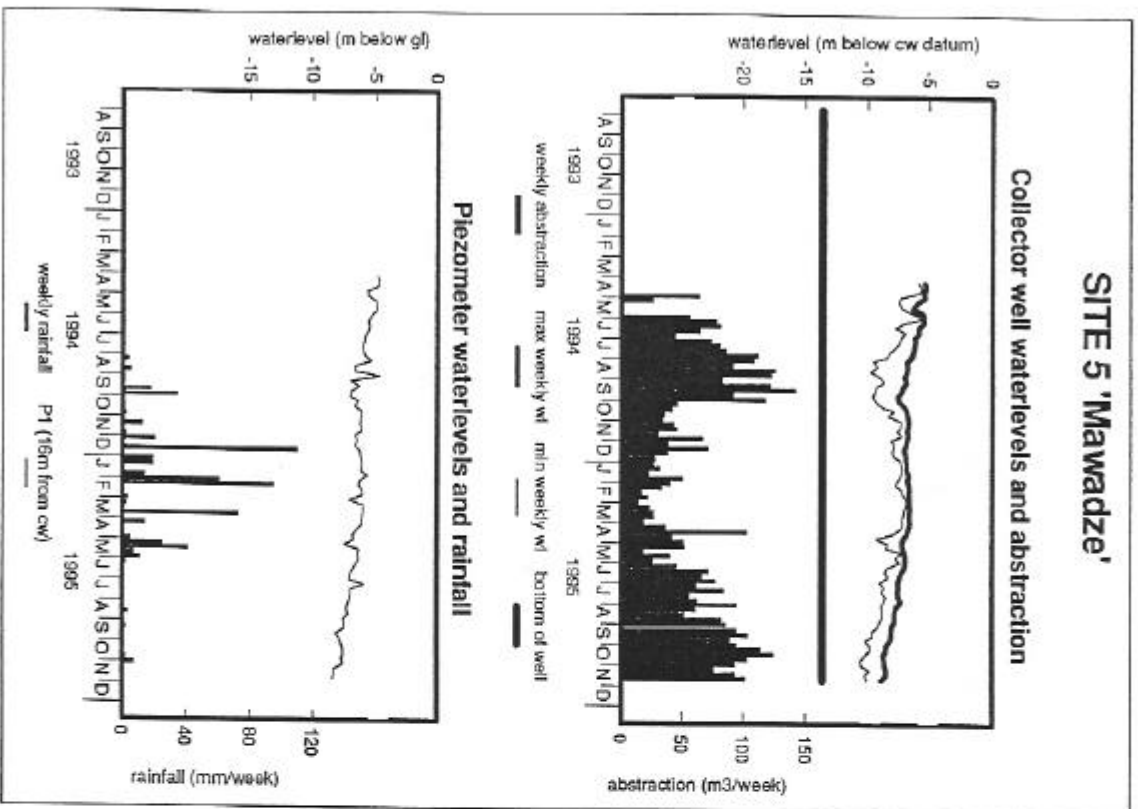 SITE 5 'Mawadze'
Collector well waterlevels and abstraction
waterlevel (m below cw datum)
0
-5
-10
-15
-20
150
100
50
0
abstraction (m3/week)
A S O N D J F M A M J J A S O N D J F M A M J J A S O N D
1993 1994 1995
weekly abstraction max weekly wl min weekly wl bottom of well
Piezometer waterlevels and rainfall
waterlevel (m below gl)
0
-5
-10
-15
120
80
40
0
rainfall (mm/week)
A S O N D J F M A M J J A S O N D J F M A M J J A S O N D
1993 1994 1995
weekly rainfall P1 (16m from cw)